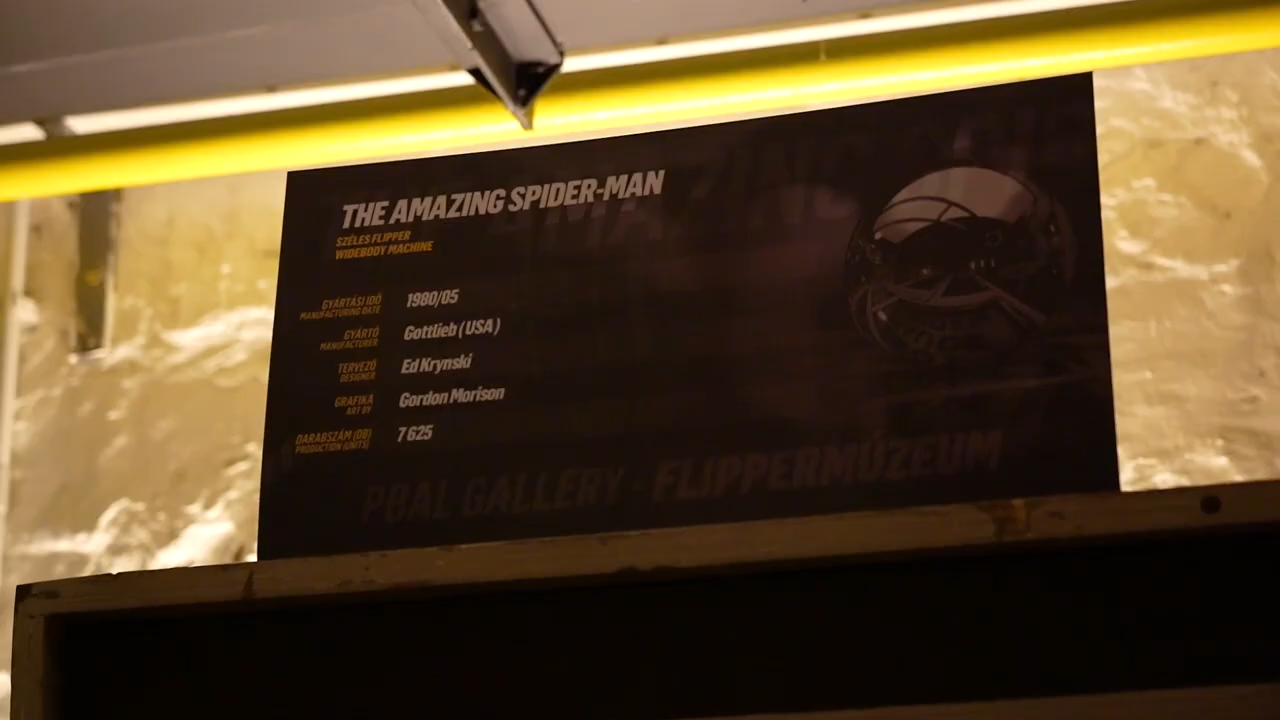 THE AMAZING SPIDER-MAN
SZÉLES FLIPPER
WIDEBODY MACHINE
GYÁRTÁSI IDŐ 1980/05
MANUFACTURING DATE
GYÁRTÓ Gottlieb (USA)
MANUFACTURER
TERVEZŐ Ed Krynski
DESIGNER
GRAFIKA Gordon Morison
ART BY
DARABSZÁM (DB) 7 625
PRODUCTION (UNITS)
PBAL GALLERY - FLIPPERMÚZEUM